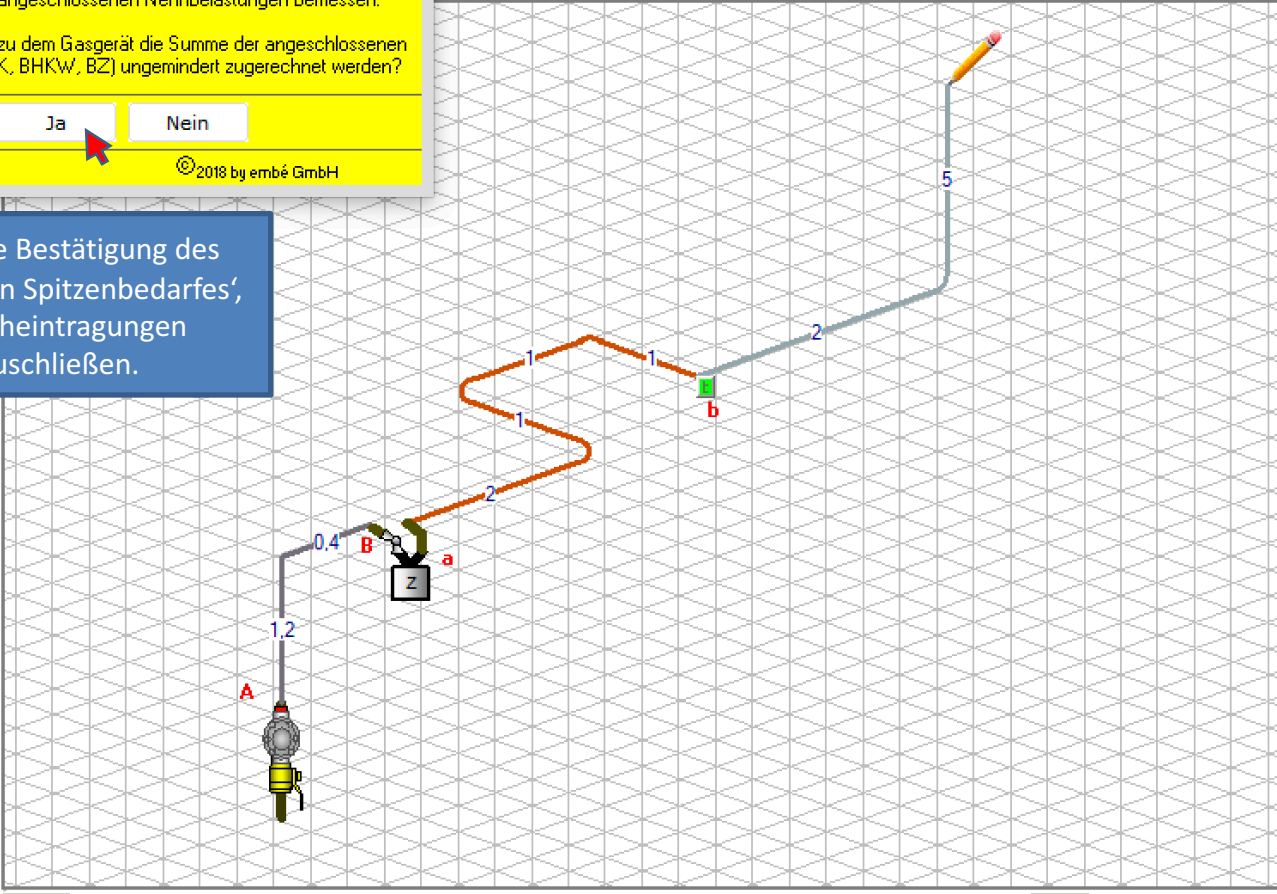 angeschlossenen Nennbelastungen bemessen.
zu dem Gasgerät die Summe der angeschlossenen
K, BHKW, BZ) ungemindert zugerechnet werden?
Ja Nein
©2018 by embé GmbH
e Bestätigung des
n Spitzenbedarfes‘,
heintragungen
uschließen.
5
2
1 1
b
1
2
0,4 B a
Z
1,2
A